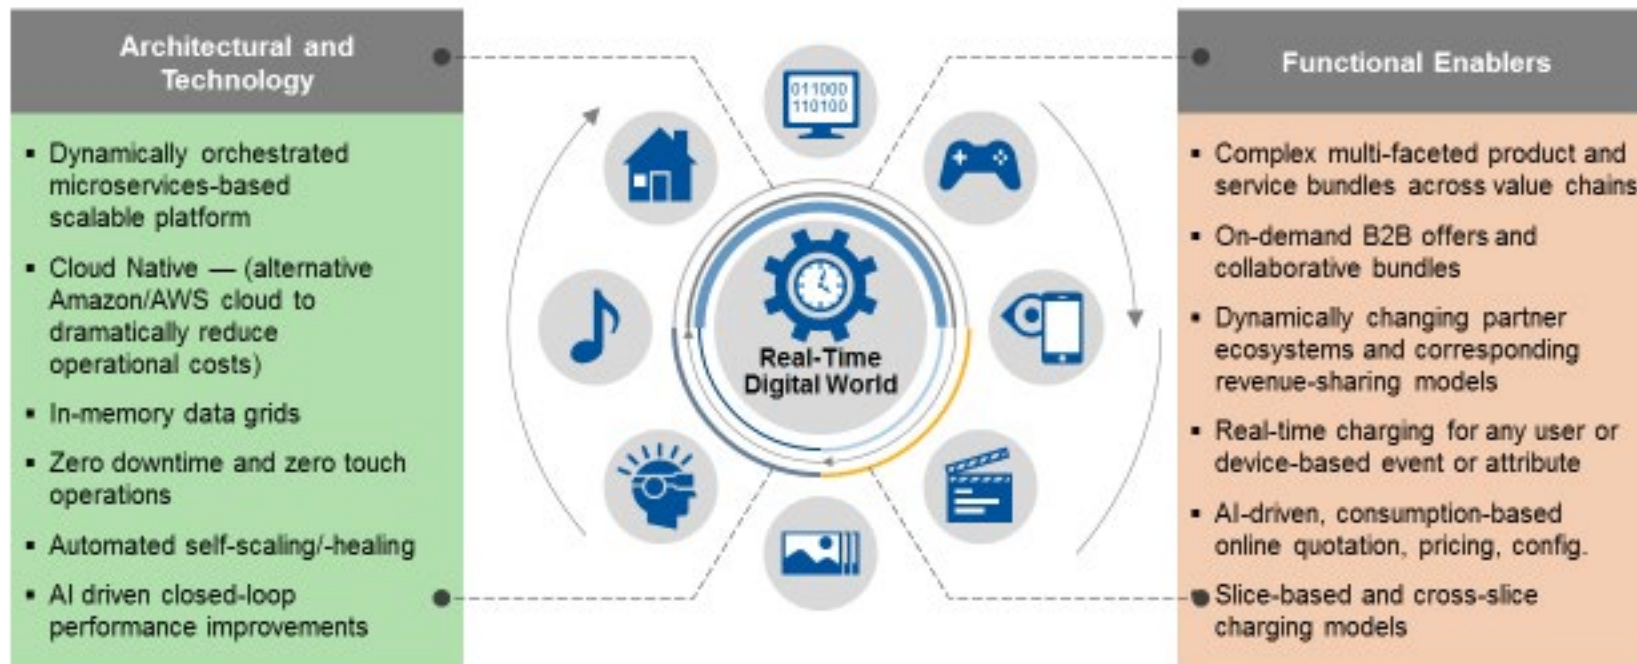 Architectural and
Technology
▪ Dynamically orchestrated
microservices-based
scalable platform
▪ Cloud Native — (alternative
Amazon/AWS cloud to
dramatically reduce
operational costs)
▪ In-memory data grids
▪ Zero downtime and zero touch
operations
▪ Automated self-scaling/-healing
▪ AI driven closed-loop
performance improvements
011000
110100
Real-Time
Digital World
Functional Enablers
▪ Complex multi-faceted product and
service bundles across value chains
▪ On-demand B2B offers and
collaborative bundles
▪ Dynamically changing partner
ecosystems and corresponding
revenue-sharing models
▪ Real-time charging for any user or
device-based event or attribute
▪ AI-driven, consumption-based
online quotation, pricing, config.
▪ Slice-based and cross-slice
charging models